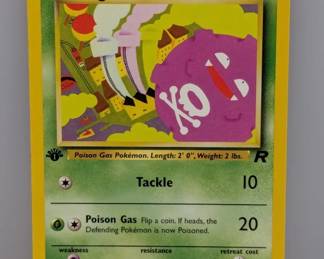 Poison Gas Pokémon. Length: 2' 0", Weight: 2 lbs.
Tackle 10
Poison Gas Flip a coin. If heads, the
Defending Pokémon is now Poisoned. 20
weakness resistance retreat cost